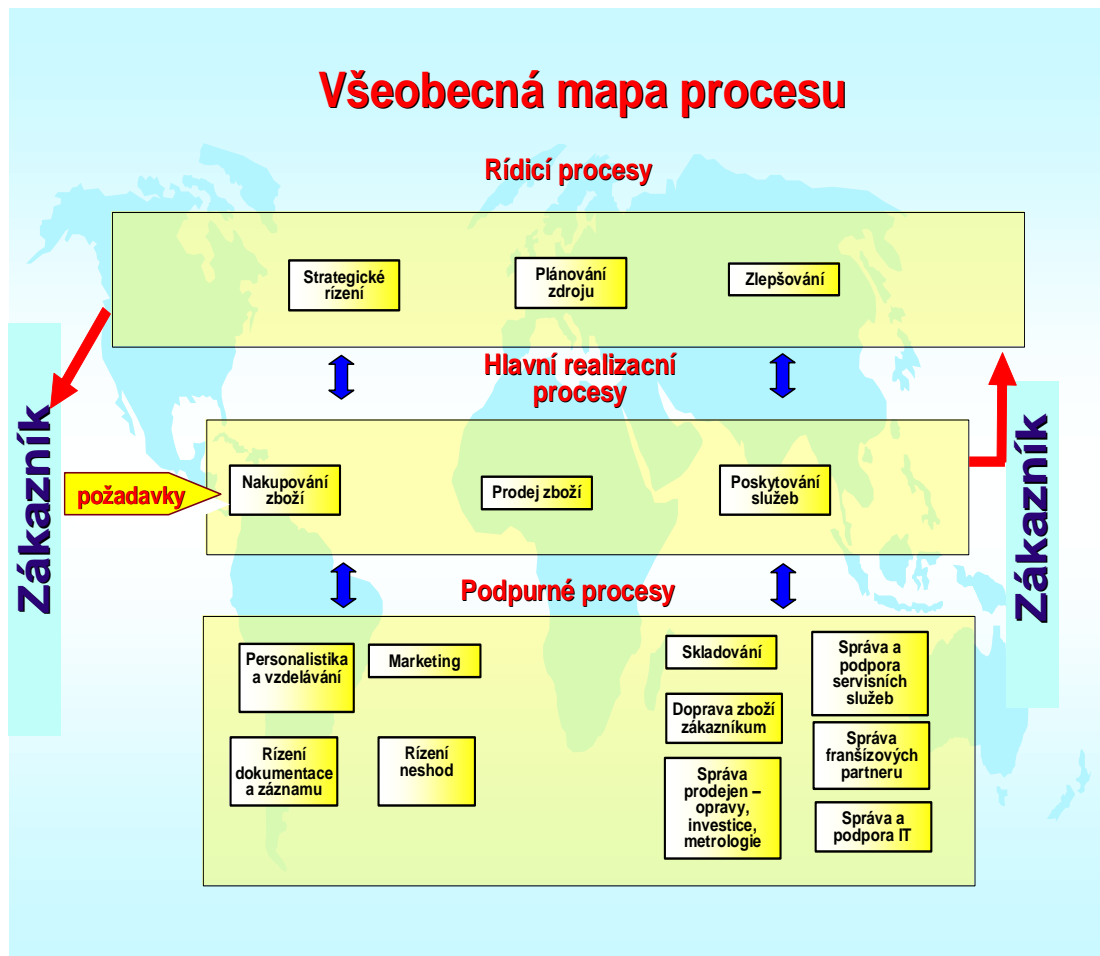 Všeobecná mapa procesu
Rídicí procesy
Strategické
rízení
Plánování
zdroju
Zlepšování
Hlavní realizacní
procesy
Zákazník
požadavky
Nakupování
zboží
Prodej zboží
Poskytování
služeb
Zákazník
Podpurné procesy
Personalistika
a vzdelávání
Marketing
Rízení
dokumentace
a záznamu
Rízení
neshod
Skladování
Doprava zboží
zákazníkum
Správa
prodejen –
opravy,
investice,
metrologie
Správa a
podpora
servisních
služeb
Správa
franšízových
partneru
Správa a
podpora IT